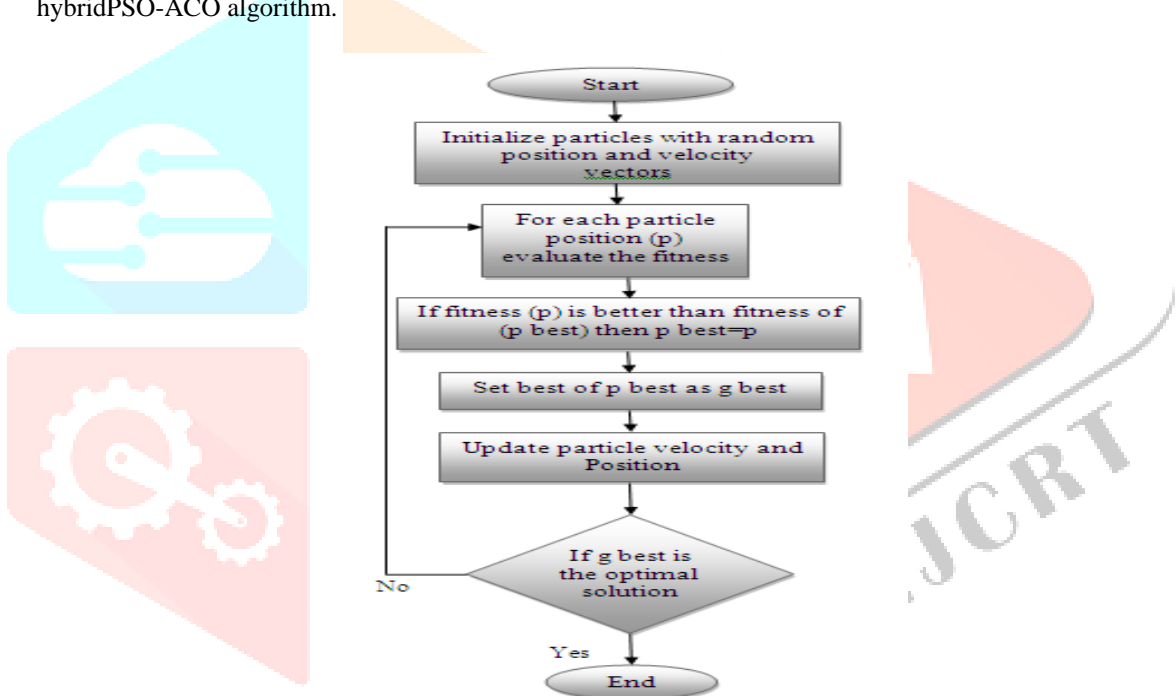 hybridPSO-ACO algorithm.
Start
Initialize particles with random
position and velocity
vectors
For each particle
position (p)
evaluate the fitness
If fitness (p) is better than fitness of
(p best) then p best=p
Set best of p best as g best
Update particle velocity and
Position
If g best is
the optimal
solution
No
Yes
End
IJCRT